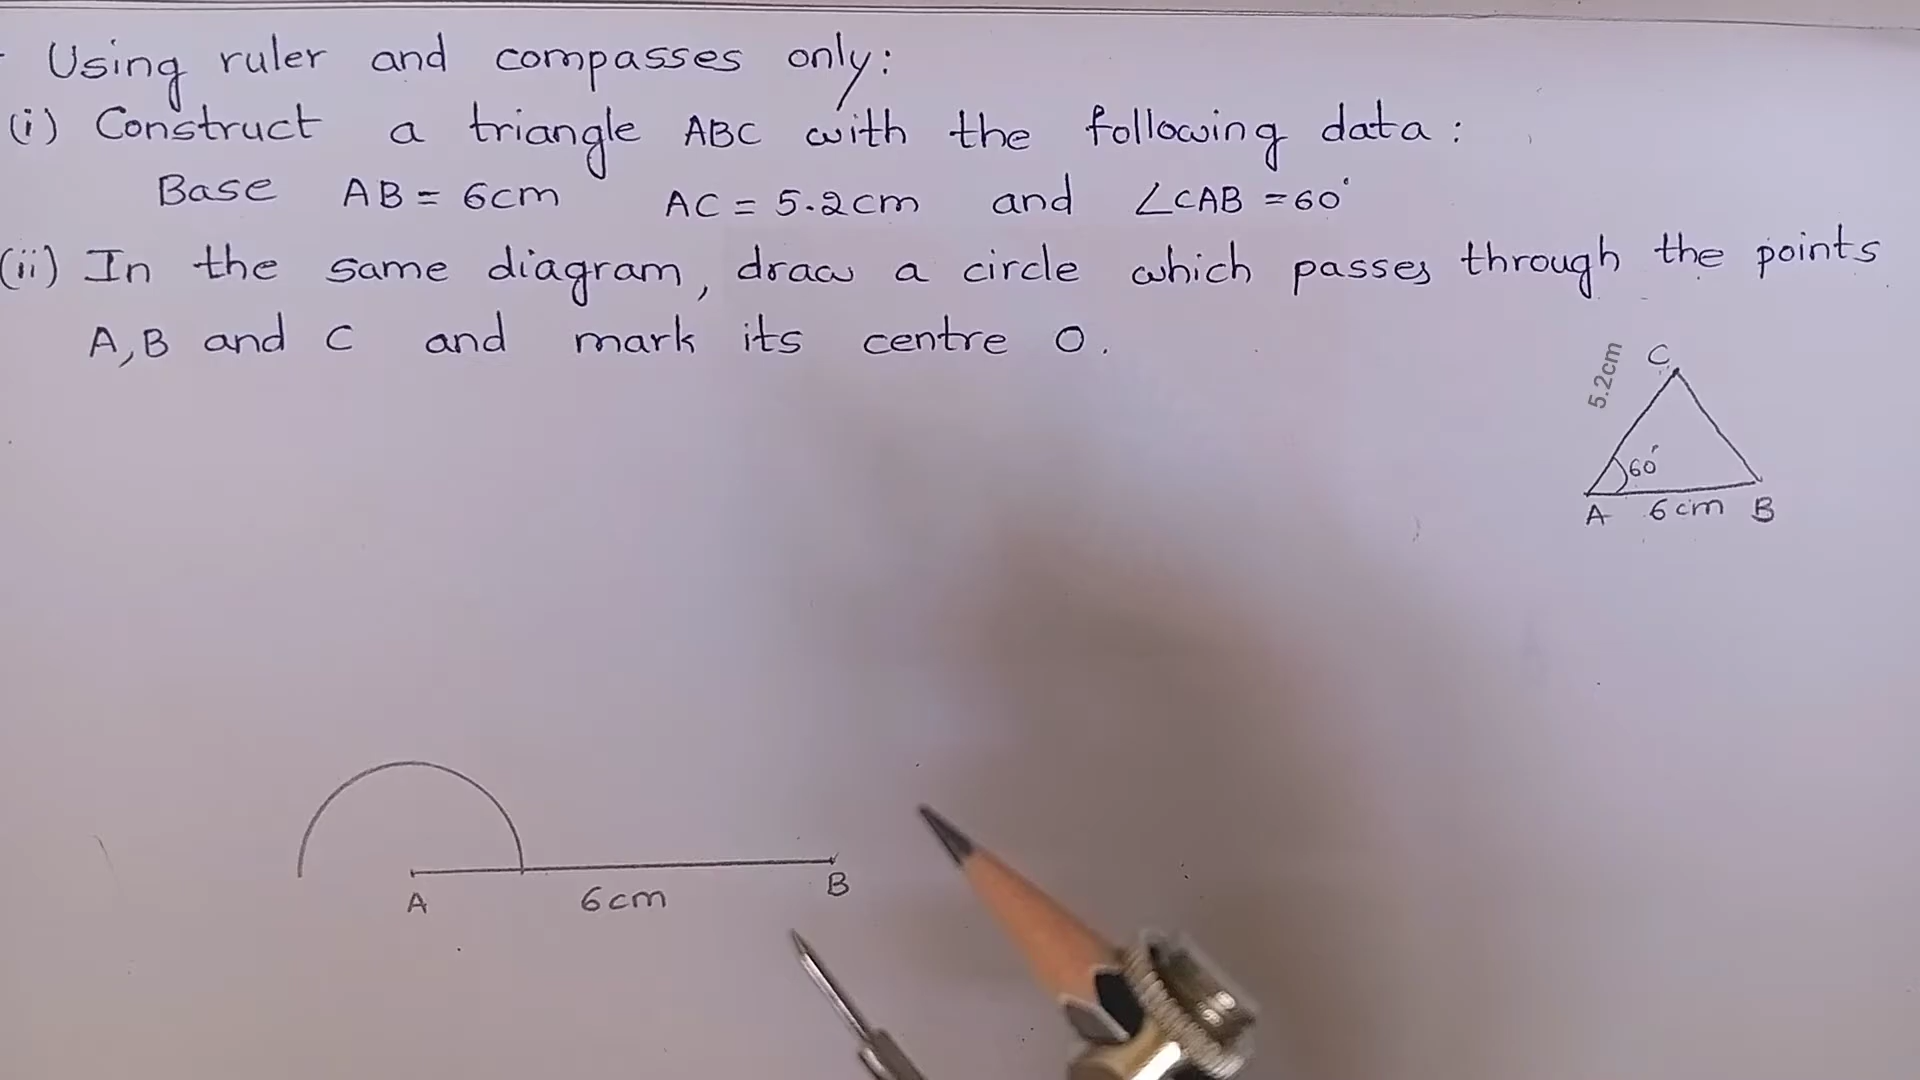 Using ruler and compasses only:
(i) Construct a triangle ABC with the following data:
Base AB = 6cm AC = 5.2cm and ∠CAB = 60°
(ii) In the same diagram, draw a circle which passes through the points
A, B and C and mark its centre O.
5.2cm
C
60°
A 6cm B
A 6cm B